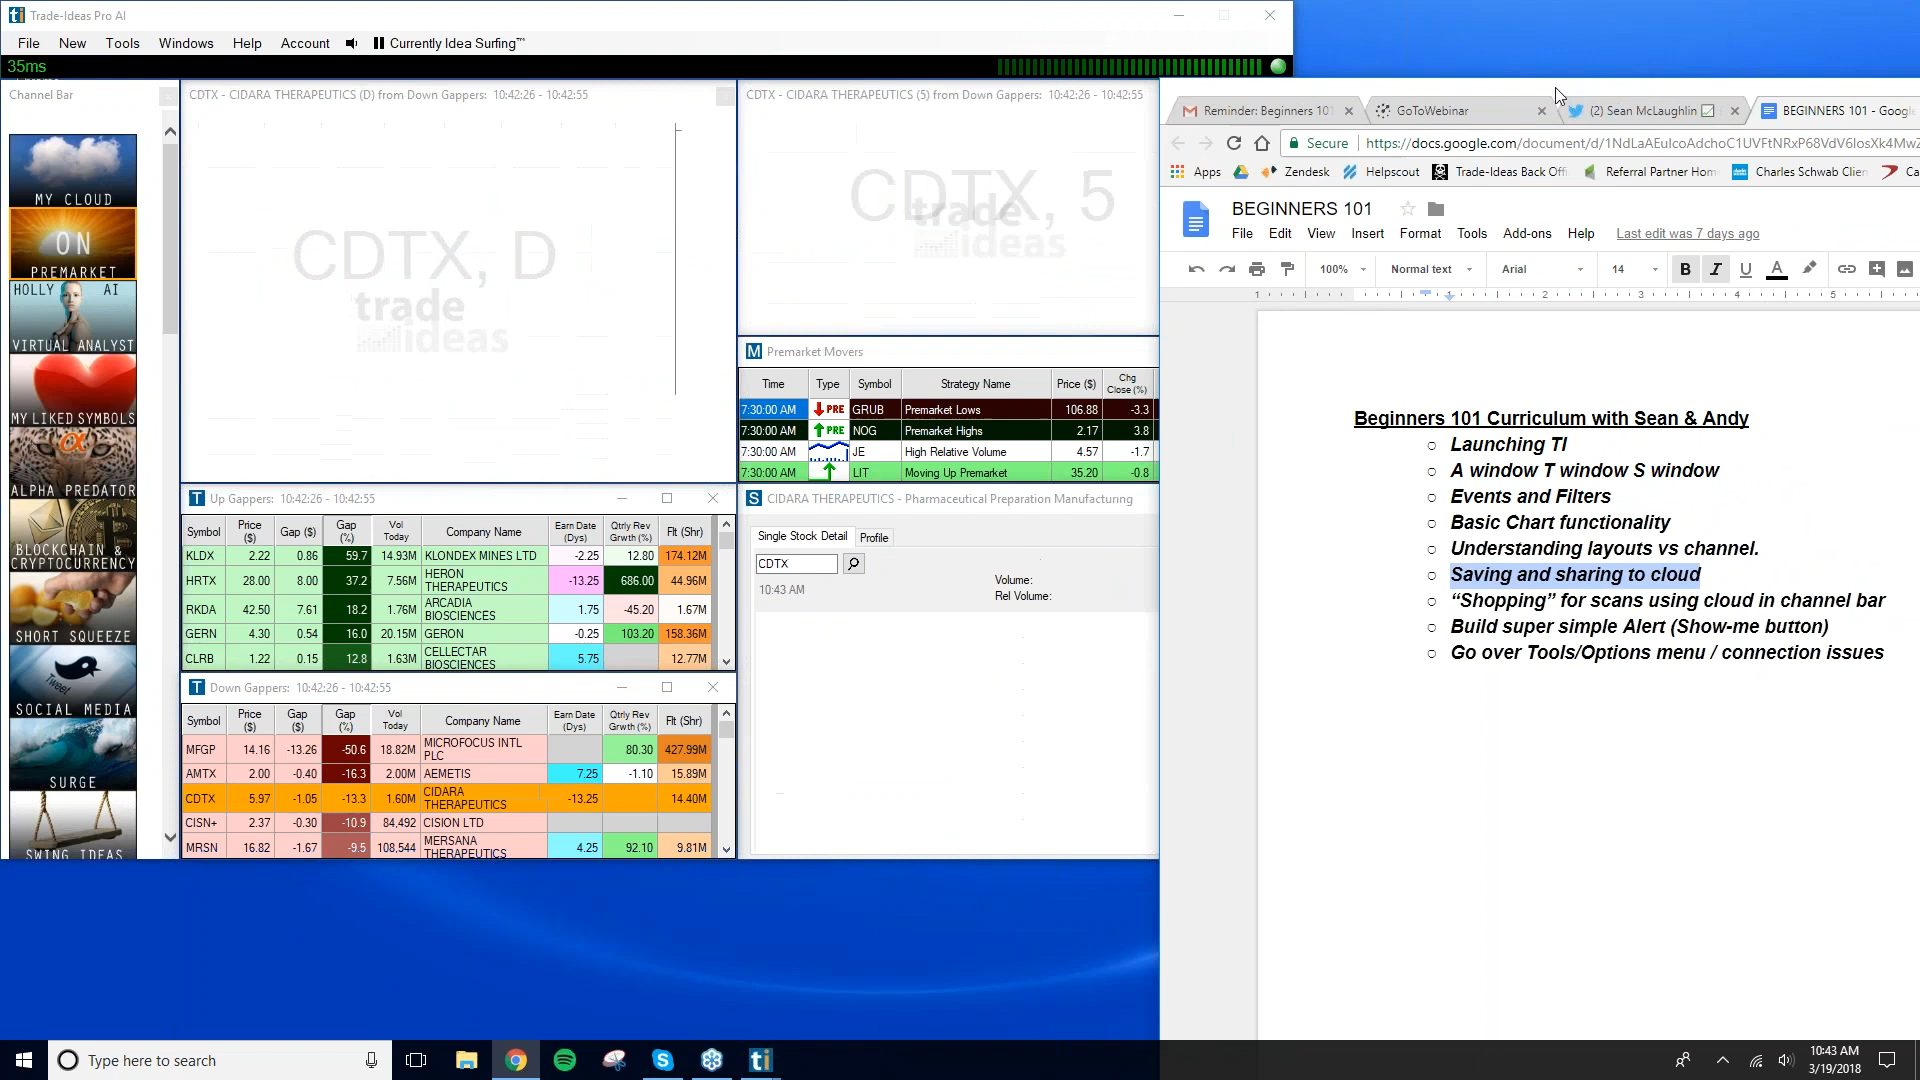 Trade-Ideas Pro AI
File New Tools Windows Help Account Currently Idea Surfing™
35ms
Channel Bar
MY CLOUD
ON
PREMARKET
HOLLY AI
VIRTUAL ANALYST
MY LIKED SYMBOLS
α
ALPHA PREDATOR
BLOCKCHAIN &
CRYPTOCURRENCY
SHORT SQUEEZE
Tweet
SOCIAL MEDIA
SURGE
SWING IDEAS
CDTX - CIDARA THERAPEUTICS (D) from Down Gappers: 10:42:26 - 10:42:55
CDTX, D
trade
ideas
CDTX - CIDARA THERAPEUTICS (5) from Down Gappers: 10:42:26 - 10:42:55
CDTX, 5
trade
ideas
M Premarket Movers
Time Type Symbol Strategy Name Price ($) Chg Close (%)
7:30:00 AM PRE GRUB Premarket Lows 106.88 -3.3
7:30:00 AM PRE NOG Premarket Highs 2.17 3.8
7:30:00 AM JE High Relative Volume 4.57 -1.7
7:30:00 AM LIT Moving Up Premarket 35.20 -0.8
T Up Gappers: 10:42:26 - 10:42:55
Symbol Price ($) Gap ($) Gap (%) Vol Today Company Name Earn Date (Dys) Qtrly Rev Grwth (%) Flt (Shr)
KLDX 2.22 0.86 59.7 14.93M KLONDEX MINES LTD -2.25 12.80 174.12M
HRTX 28.00 8.00 37.2 7.56M HERON THERAPEUTICS -13.25 686.00 44.96M
RKDA 42.50 7.61 18.2 1.76M ARCADIA BIOSCIENCES 1.75 -45.20 1.67M
GERN 4.30 0.54 16.0 20.15M GERON -0.25 103.20 158.36M
CLRB 1.22 0.15 12.8 1.63M CELLECTAR BIOSCIENCES 5.75 12.77M
T Down Gappers: 10:42:26 - 10:42:55
Symbol Price ($) Gap ($) Gap (%) Vol Today Company Name Earn Date (Dys) Qtrly Rev Grwth (%) Flt (Shr)
MFGP 14.16 -13.26 -50.6 18.82M MICROFOCUS INTL PLC 80.30 427.99M
AMTX 2.00 -0.40 -16.3 2.00M AEMETIS 7.25 -1.10 15.89M
CDTX 5.97 -1.05 -13.3 1.60M CIDARA THERAPEUTICS -13.25 14.40M
CISN+ 2.37 -0.30 -10.9 84,492 CISION LTD
MRSN 16.82 -1.67 -9.5 108,544 MERSANA THERAPEUTICS 4.25 92.10 9.81M
S CIDARA THERAPEUTICS - Pharmaceutical Preparation Manufacturing
Single Stock Detail Profile
CDTX
10:43 AM
Volume:
Rel Volume:
Reminder: Beginners 101 GoToWebinar (2) Sean McLaughlin BEGINNERS 101 - Google
Secure https://docs.google.com/document/d/1NdLaAEulcoAdchoC1UVFtNRxP68VdV6losXk4MwZ
Apps Zendesk Helpscout Trade-Ideas Back Offi Referral Partner Hom Charles Schwab Clien Ca
BEGINNERS 101
File Edit View Insert Format Tools Add-ons Help Last edit was 7 days ago
100% Normal text Arial 14 B I U A
1 1 2 3 4 5
Beginners 101 Curriculum with Sean & Andy
Launching TI
A window T window S window
Events and Filters
Basic Chart functionality
Understanding layouts vs channel.
Saving and sharing to cloud
“Shopping” for scans using cloud in channel bar
Build super simple Alert (Show-me button)
Go over Tools/Options menu / connection issues
Type here to search
ti
10:43 AM
3/19/2018